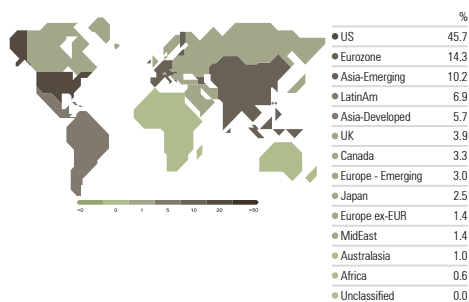 %
US 45.7
Eurozone 14.3
Asia-Emerging 10.2
LatinAm 6.9
Asia-Developed 5.7
UK 3.9
Canada 3.3
Europe - Emerging 3.0
Japan 2.5
Europe ex-EUR 1.4
MidEast 1.4
Australasia 1.0
Africa 0.6
Unclassified 0.0
<0 0 1 5 10 20 >50